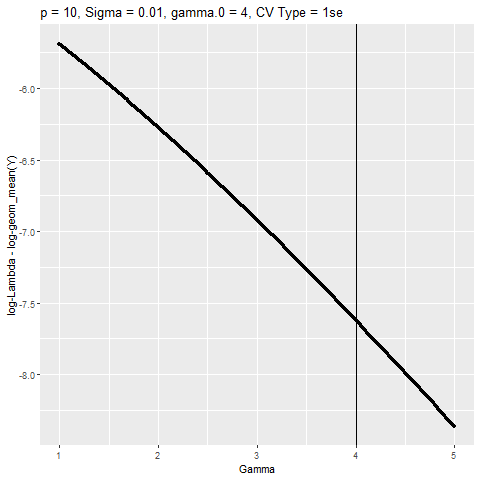 p = 10, Sigma = 0.01, gamma.0 = 4, CV Type = 1se
log-Lambda - log-geom_mean(Y)
-6.0
-6.5
-7.0
-7.5
-8.0
1 2 3 4 5
Gamma